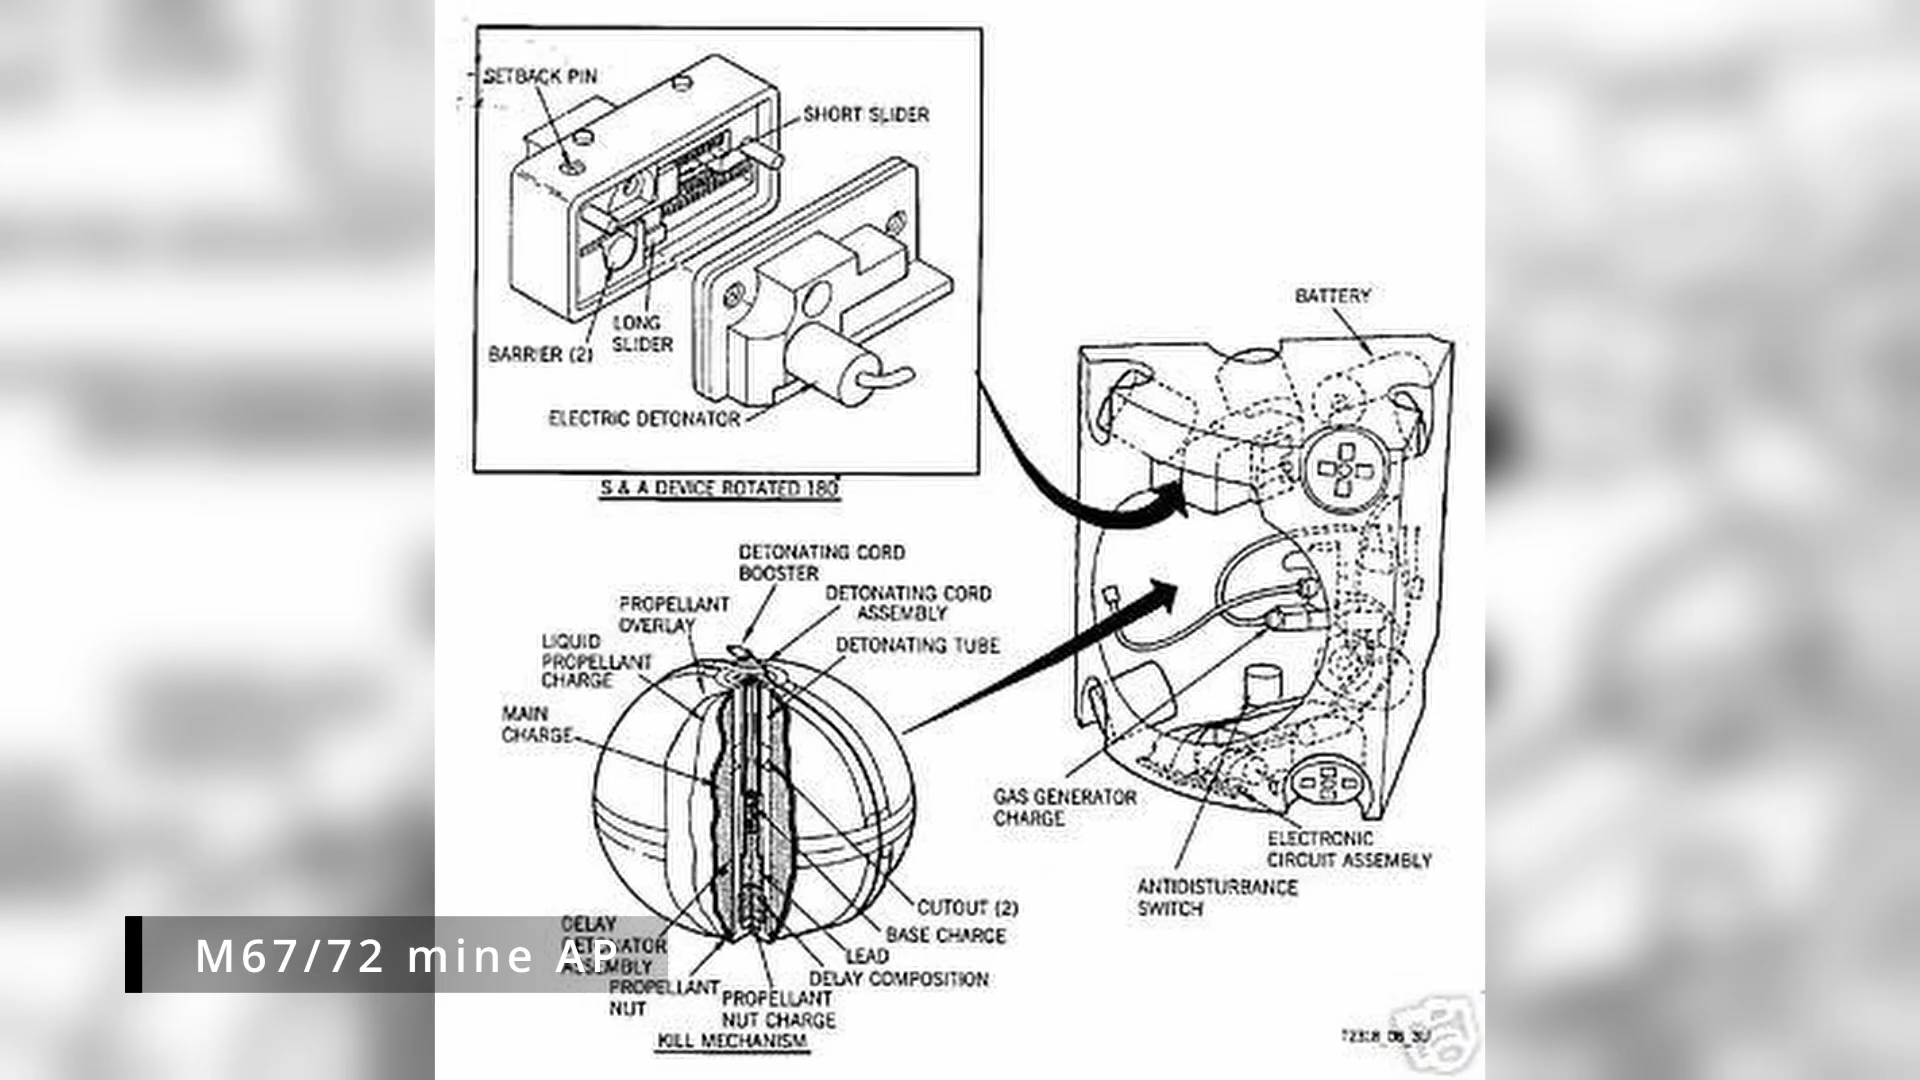 SETBACK PIN
SHORT SLIDER
LONG
SLIDER
BARRIER (2)
ELECTRIC DETONATOR
S & A DEVICE ROTATED 180°
BATTERY
DETONATING CORD
BOOSTER
DETONATING CORD
ASSEMBLY
PROPELLANT
OVERLAY
DETONATING TUBE
LIQUID
PROPELLANT
CHARGE
MAIN
CHARGE
GAS GENERATOR
CHARGE
ELECTRONIC
CIRCUIT ASSEMBLY
ANTIDISTURBANCE
SWITCH
CUTOUT (2)
BASE CHARGE
LEAD
DELAY COMPOSITION
DELAY
DETONATOR
ASSEMBLY
M67/72 mine AP
PROPELLANT
NUT
PROPELLANT
NUT CHARGE
KILL MECHANISM